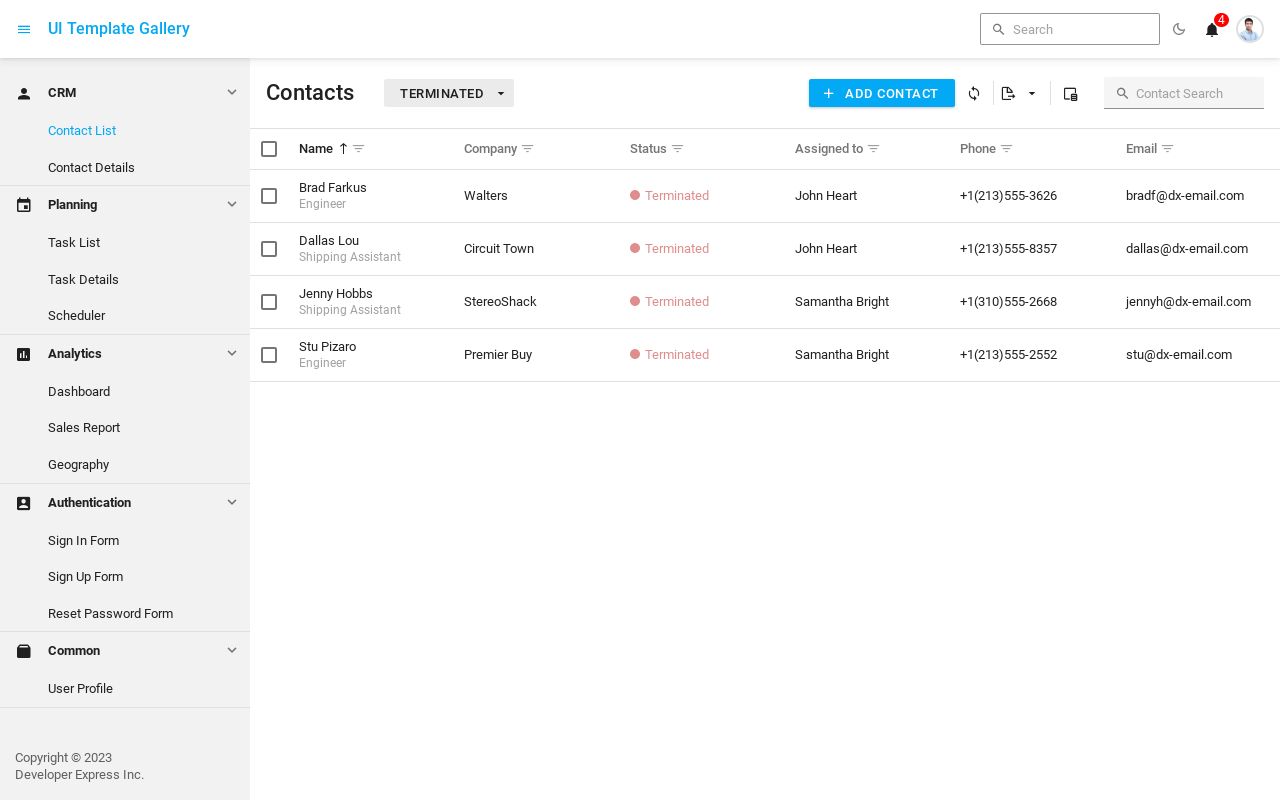 UI Template Gallery
Search
4
CRM
Contact List
Contact Details
Planning
Task List
Task Details
Scheduler
Analytics
Dashboard
Sales Report
Geography
Authentication
Sign In Form
Sign Up Form
Reset Password Form
Common
User Profile
Copyright © 2023
Developer Express Inc.
Contacts
TERMINATED
ADD CONTACT
Contact Search
Name Company Status Assigned to Phone Email
Brad Farkus
Engineer
Walters Terminated John Heart +1(213)555-3626 bradf@dx-email.com
Dallas Lou
Shipping Assistant
Circuit Town Terminated John Heart +1(213)555-8357 dallas@dx-email.com
Jenny Hobbs
Shipping Assistant
StereoShack Terminated Samantha Bright +1(310)555-2668 jennyh@dx-email.com
Stu Pizaro
Engineer
Premier Buy Terminated Samantha Bright +1(213)555-2552 stu@dx-email.com